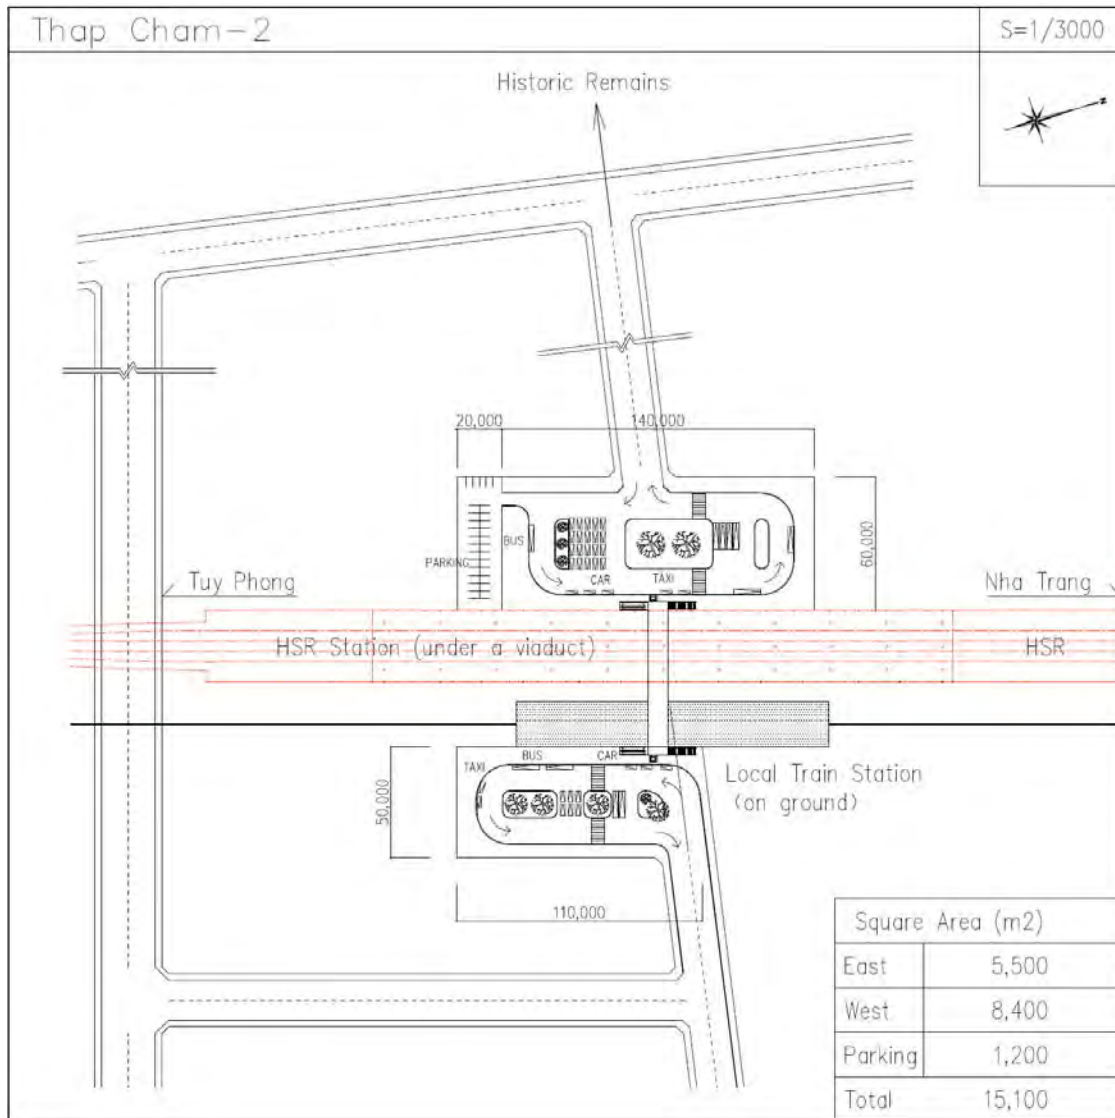 Thap Cham-2
S=1/3000
N
Historic Remains
20,000
140,000
60,000
BUS
PARKING
CAR
TAXI
Tuy Phong
Nha Trang
HSR Station (under a viaduct)
HSR
TAXI
BUS
CAR
Local Train Station
(on ground)
50,000
110,000
Square Area (m2)
East 5,500
West 8,400
Parking 1,200
Total 15,100